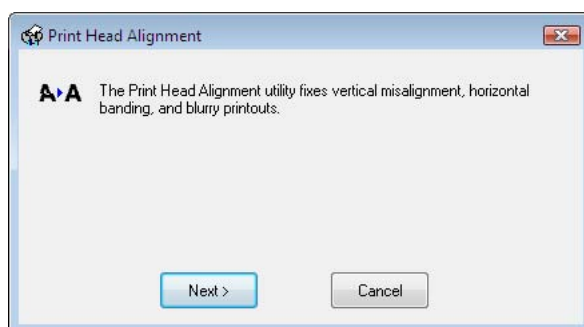 Print Head Alignment
A A The Print Head Alignment utility fixes vertical misalignment, horizontal
banding, and blurry printouts.
Next >
Cancel